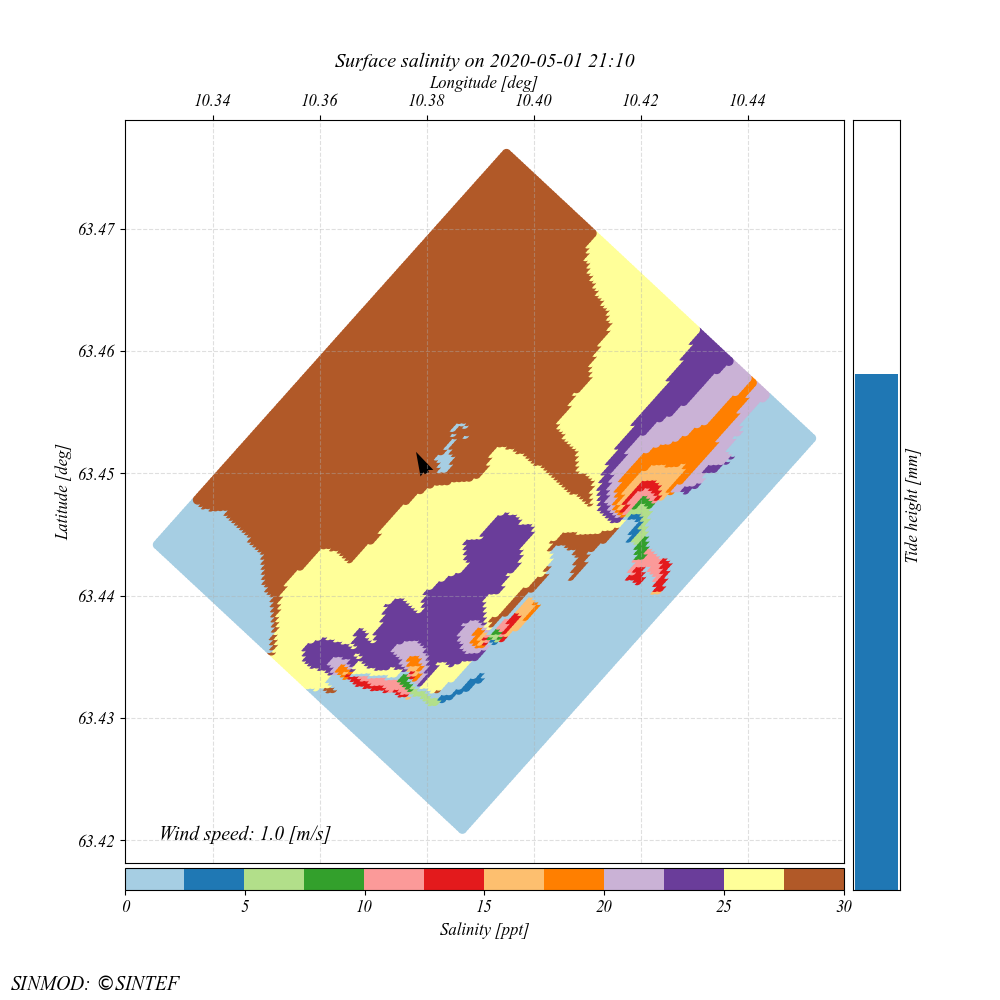 Surface salinity on 2020-05-01 21:10
Longitude [deg]
10.34 10.36 10.38 10.40 10.42 10.44
63.47
63.46
63.45
63.44
63.43
63.42
Latitude [deg]
Tide height [mm]
Wind speed: 1.0 [m/s]
0 5 10 15 20 25 30
Salinity [ppt]
SINMOD: ©SINTEF